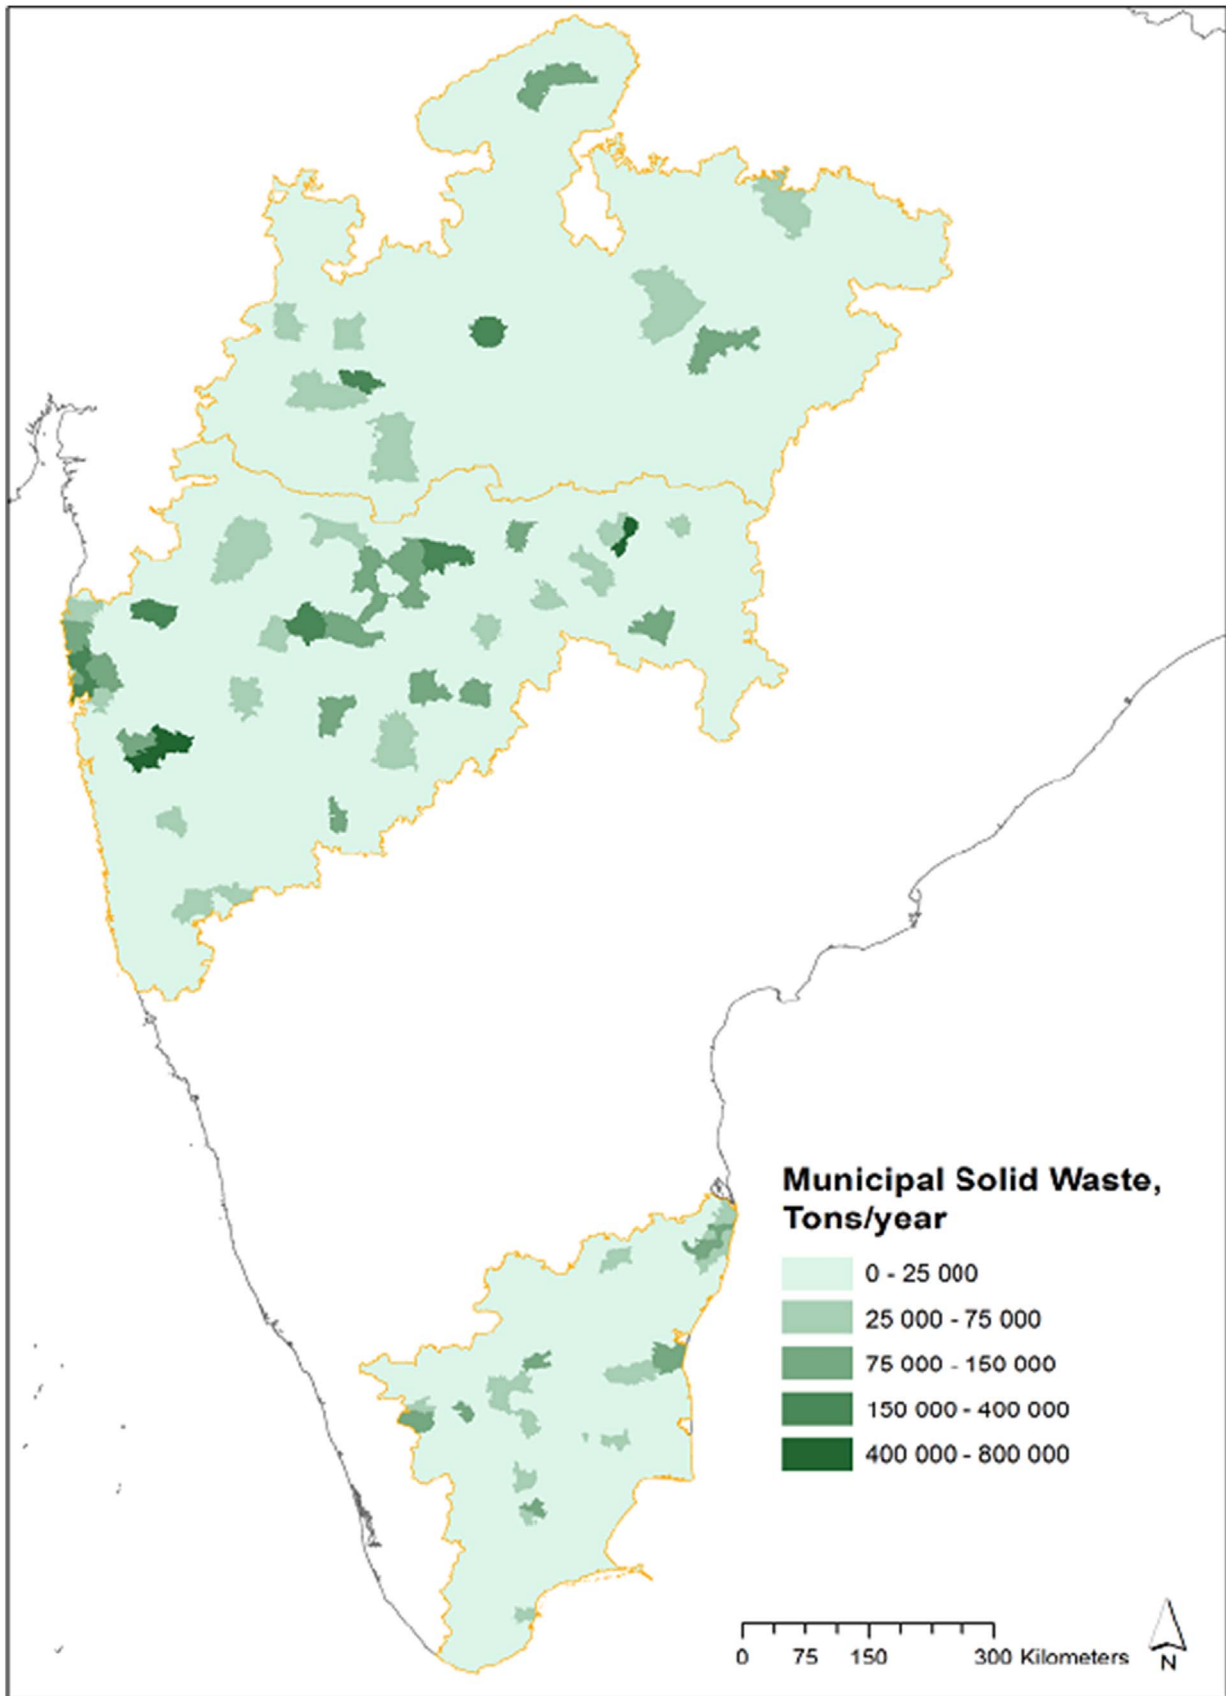 Municipal Solid Waste,
Tons/year
0 - 25 000
25 000 - 75 000
75 000 - 150 000
150 000 - 400 000
400 000 - 800 000
0 75 150 300 Kilometers
N